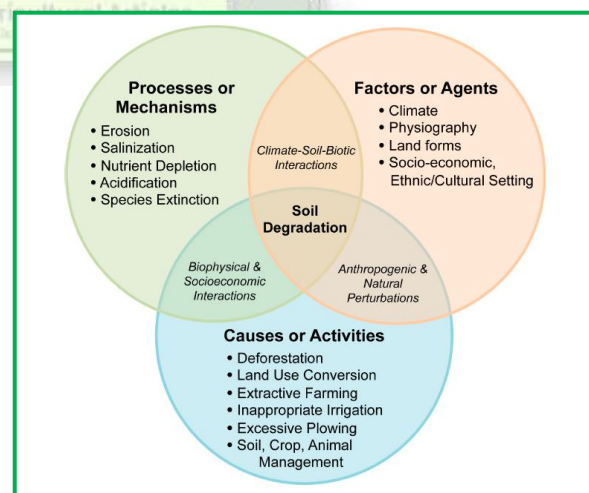 Agricultural Articles
Processes or
Mechanisms
• Erosion
• Salinization
• Nutrient Depletion
• Acidification
• Species Extinction
Factors or Agents
• Climate
• Physiography
• Land forms
• Socio-economic,
Ethnic/Cultural Setting
Climate-Soil-Biotic
Interactions
Soil
Degradation
Biophysical &
Socioeconomic
Interactions
Anthropogenic &
Natural
Perturbations
Causes or Activities
• Deforestation
• Land Use Conversion
• Extractive Farming
• Inappropriate Irrigation
• Excessive Plowing
• Soil, Crop, Animal
Management